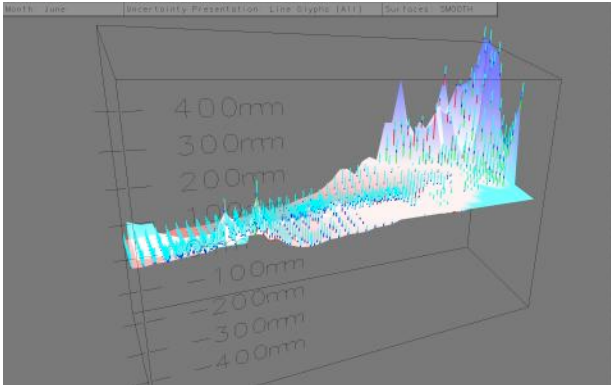 Month June Uncertainty Presentation Line Glyphs (All) Surfaces SMOOTH
400mm
300mm
200mm
-100mm
-200mm
-300mm
-400mm